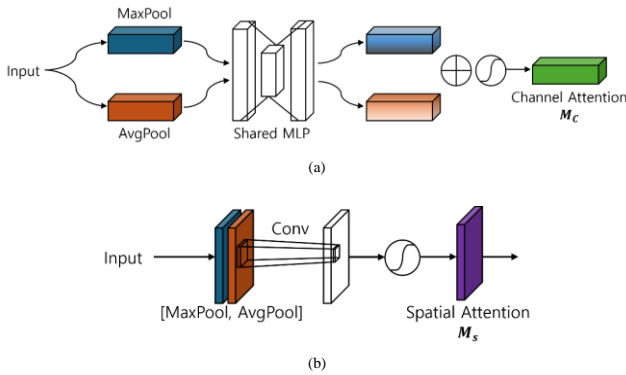 MaxPool
Input
AvgPool
Shared MLP
Channel Attention
M_C
(a)
Conv
Input
[MaxPool, AvgPool]
Spatial Attention
M_s
(b)